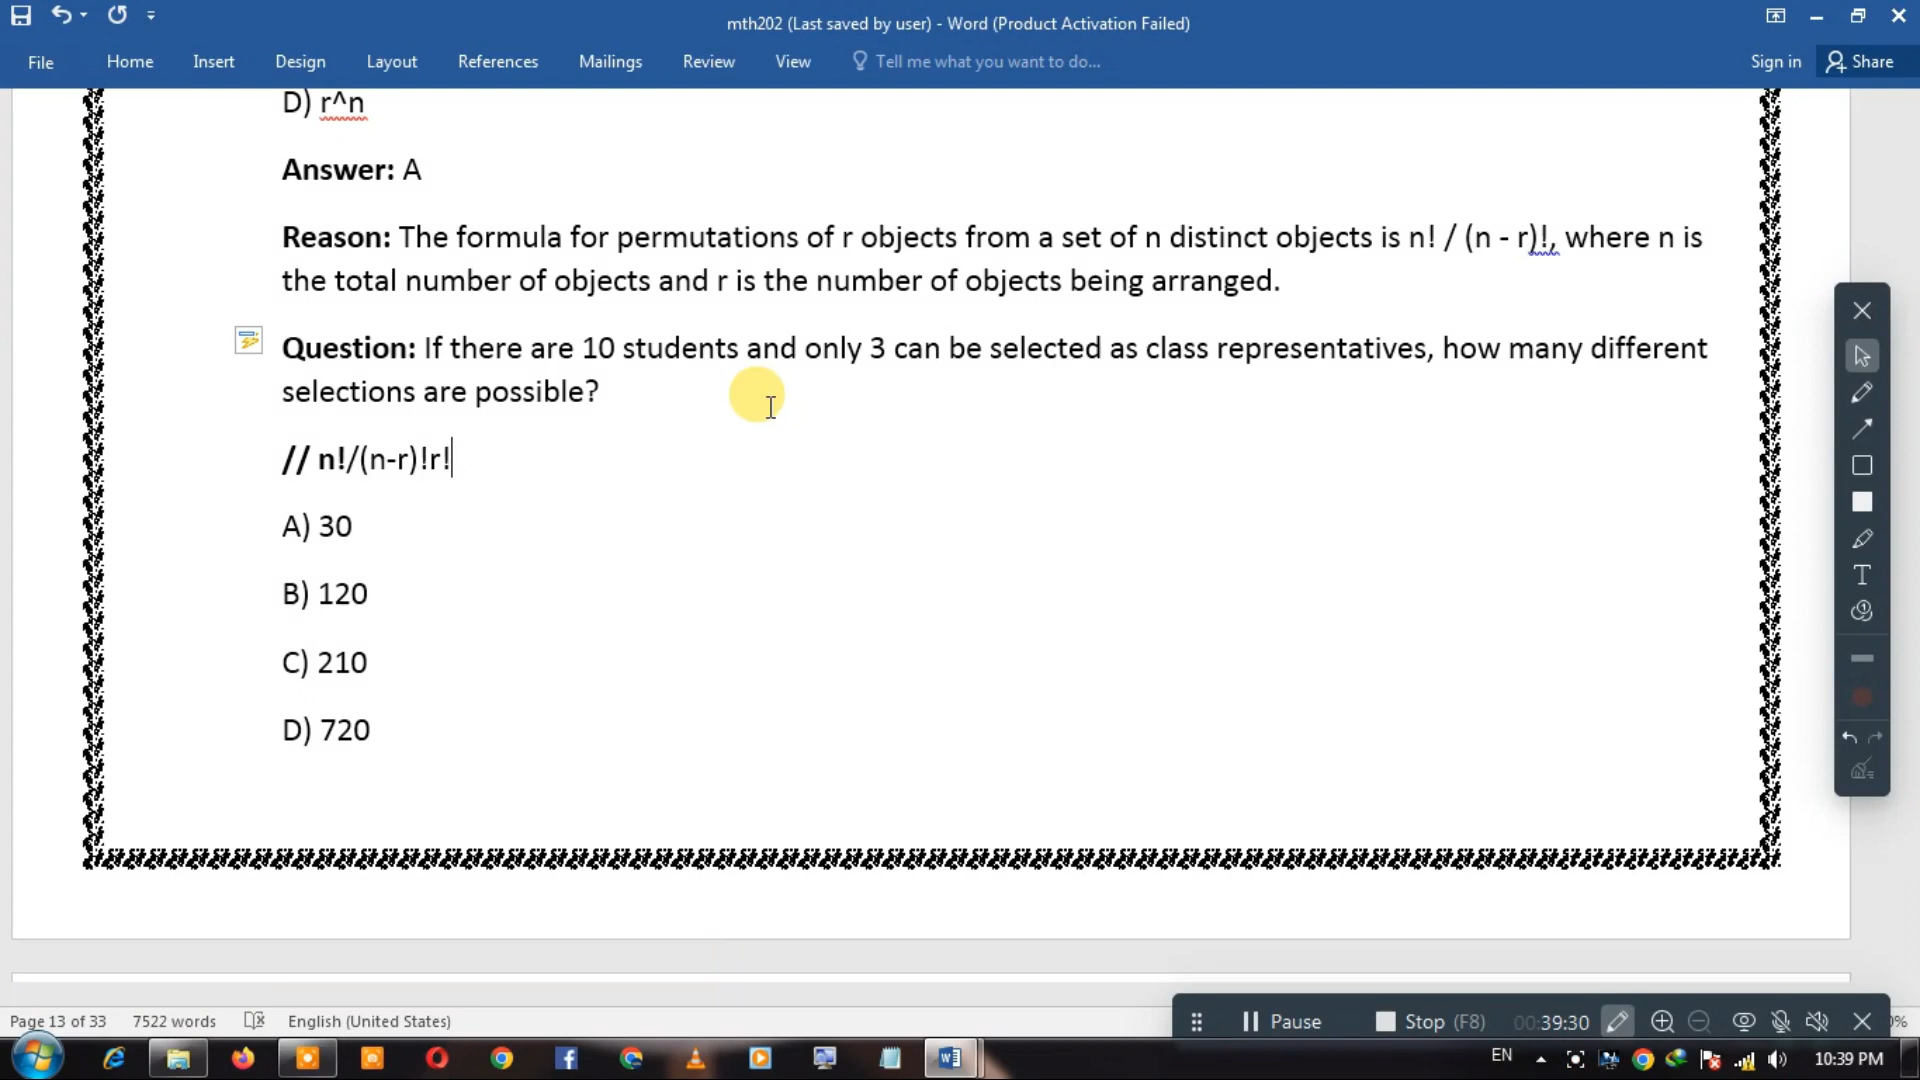 mth202 (Last saved by user) - Word (Product Activation Failed)
File Home Insert Design Layout References Mailings Review View Tell me what you want to do... Sign in Share
D) r^n
Answer: A
Reason: The formula for permutations of r objects from a set of n distinct objects is n! / (n - r)!, where n is
the total number of objects and r is the number of objects being arranged.
Question: If there are 10 students and only 3 can be selected as class representatives, how many different
selections are possible?
// n!/(n-r)!r!
A) 30
B) 120
C) 210
D) 720
Page 13 of 33 7522 words English (United States)
Pause Stop (F8) 00:39:30 0%
EN 10:39 PM